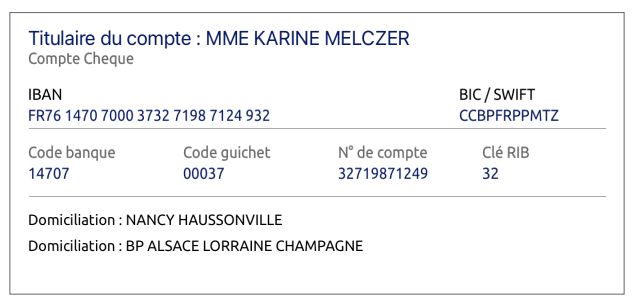 Titulaire du compte : MME KARINE MELCZER
Compte Cheque
IBAN BIC / SWIFT
FR76 1470 7000 3732 7198 7124 932 CCBPFRPPMTZ
Code banque Code guichet N° de compte Clé RIB
14707 00037 32719871249 32
Domiciliation : NANCY HAUSSONVILLE
Domiciliation : BP ALSACE LORRAINE CHAMPAGNE